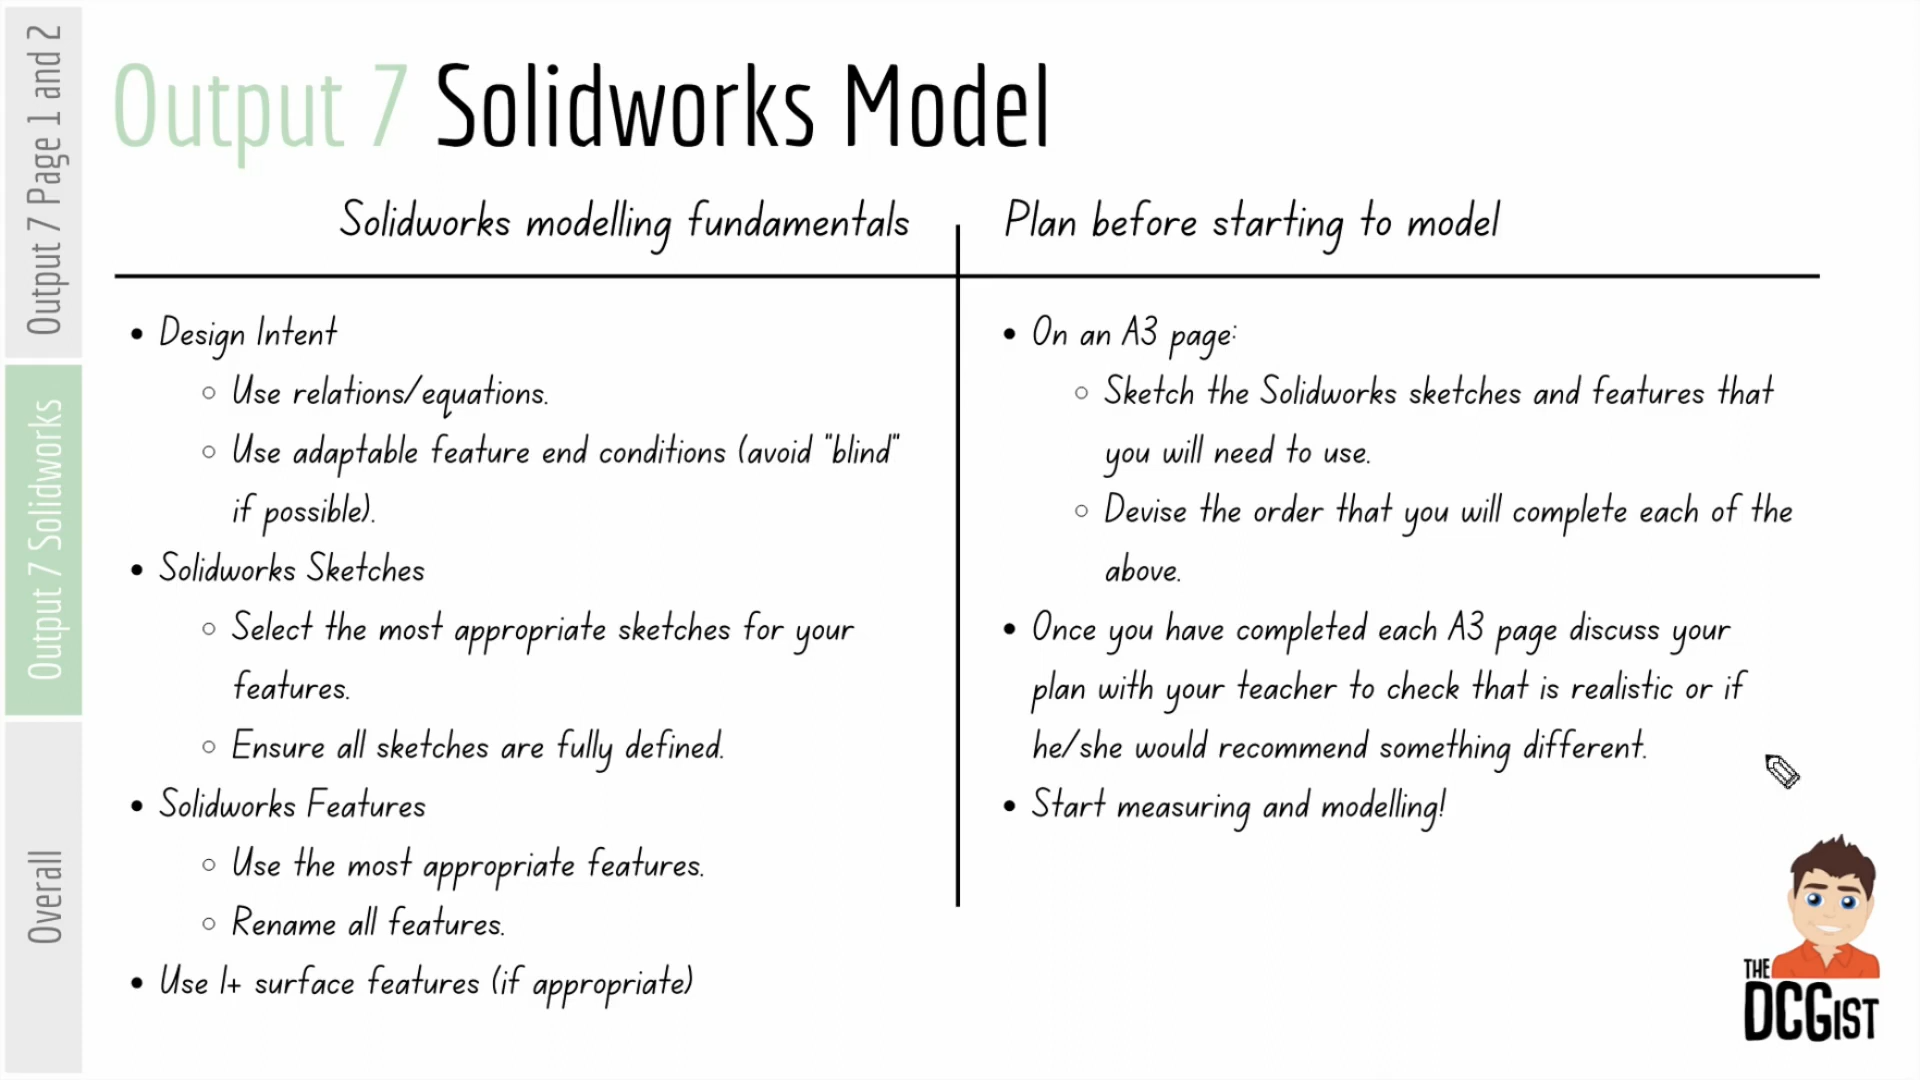 Output 7 Page 1 and 2
Output 7 Solidworks
Overall
Output 7 Solidworks Model
Solidworks modelling fundamentals
• Design Intent
○ Use relations/equations.
○ Use adaptable feature end conditions (avoid "blind"
if possible).
• Solidworks Sketches
○ Select the most appropriate sketches for your
features.
○ Ensure all sketches are fully defined.
• Solidworks Features
○ Use the most appropriate features.
○ Rename all features.
• Use 1+ surface features (if appropriate)
Plan before starting to model
• On an A3 page:
○ Sketch the Solidworks sketches and features that
you will need to use.
○ Devise the order that you will complete each of the
above.
• Once you have completed each A3 page discuss your
plan with your teacher to check that is realistic or if
he/she would recommend something different.
• Start measuring and modelling!
THE
DCGIST